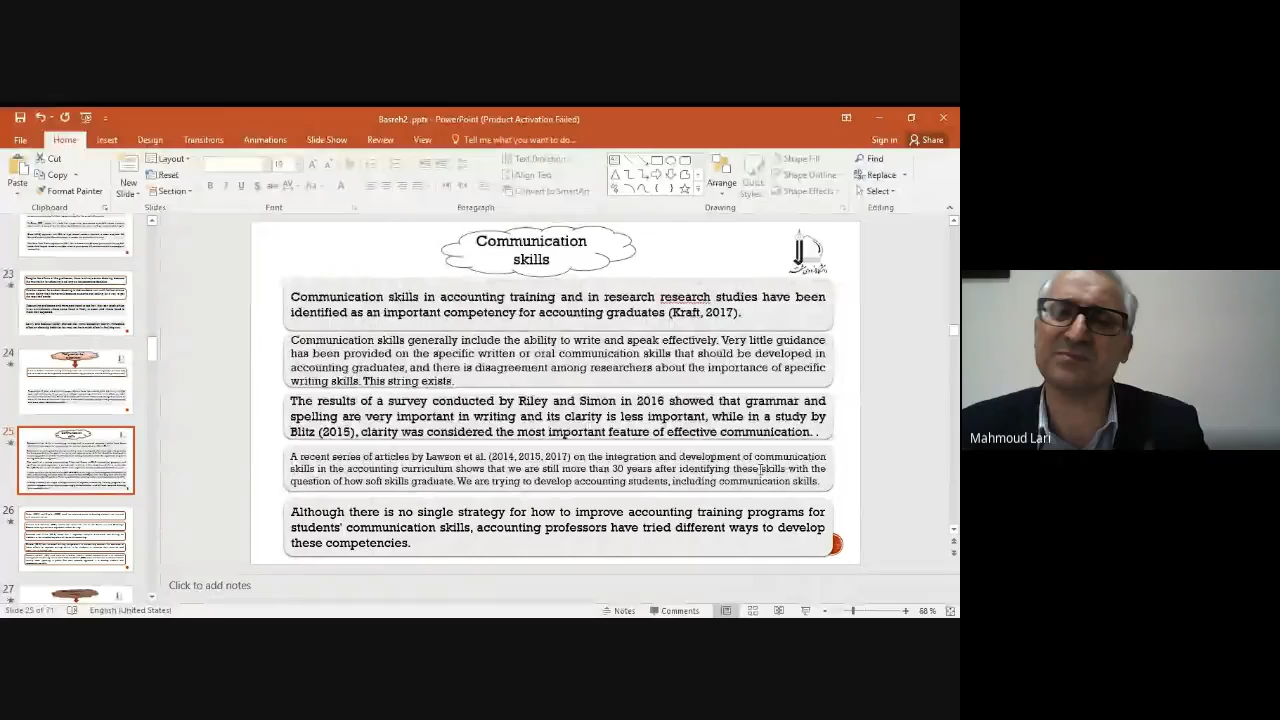 Basreh2 .pptx - PowerPoint (Product Activation Failed)
File Home Insert Design Transitions Animations Slide Show Review View Tell me what you want to do... Sign in Share
Cut
Copy
Format Painter
Paste
Clipboard
New
Slide
Layout
Reset
Section
Slides
Font
Text Direction
Align Text
Convert to SmartArt
Paragraph
Arrange
Quick
Styles
Shape Fill
Shape Outline
Shape Effects
Drawing
Find
Replace
Select
Editing
23
24
25
26
27
Communication
skills
Communication skills in accounting training and in research research studies have been
identified as an important competency for accounting graduates (Kraft, 2017).
Communication skills generally include the ability to write and speak effectively. Very little guidance
has been provided on the specific written or oral communication skills that should be developed in
accounting graduates, and there is disagreement among researchers about the importance of specific
writing skills. This string exists.
The results of a survey conducted by Riley and Simon in 2016 showed that grammar and
spelling are very important in writing and its clarity is less important, while in a study by
Blitz (2015), clarity was considered the most important feature of effective communication. .
A recent series of articles by Lawson et al. (2014, 2015, 2017) on the integration and development of communication
skills in the accounting curriculum shows that we are still more than 30 years after identifying these skills with the
question of how soft skills graduate. We are trying to develop accounting students, including communication skills.
Although there is no single strategy for how to improve accounting training programs for
students' communication skills, accounting professors have tried different ways to develop
these competencies.
Click to add notes
Slide 25 of 71 English (United States) Notes Comments 68 %
Mahmoud Lari